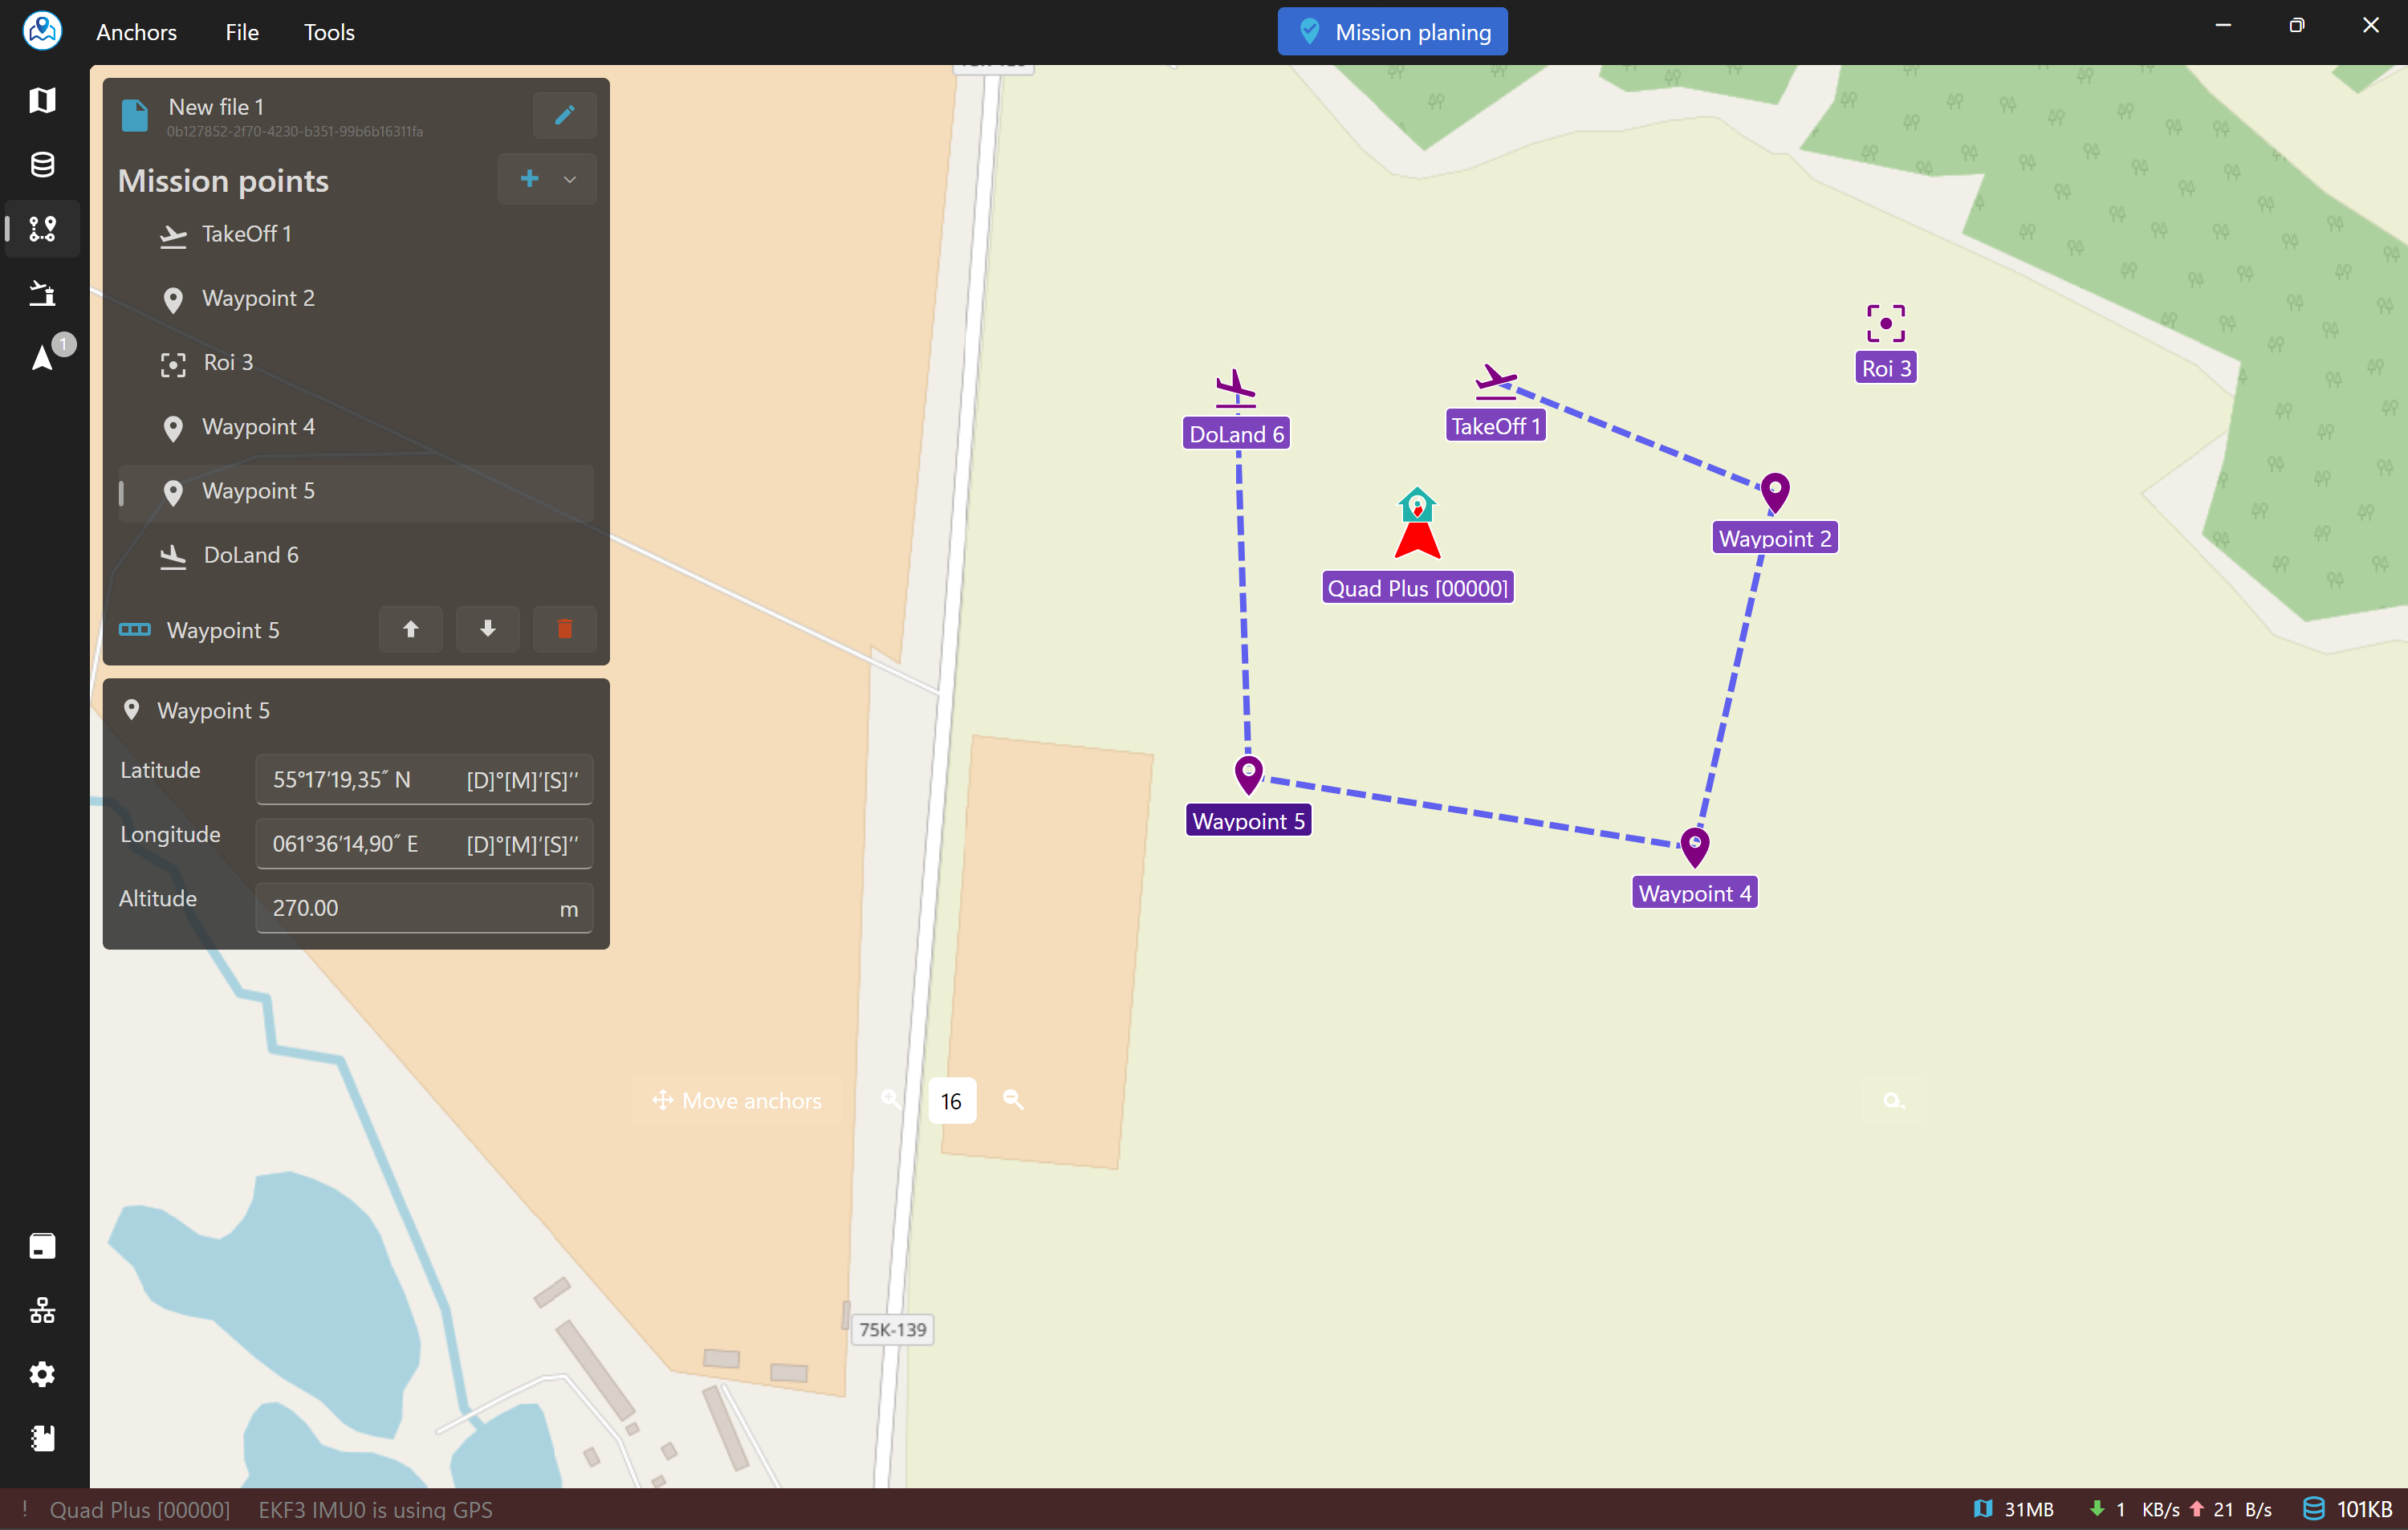 Anchors File Tools Mission planing
New file 1
0b127852-2f70-4230-b351-99b6b16311fa
Mission points
TakeOff 1
Waypoint 2
Roi 3
Waypoint 4
Waypoint 5
DoLand 6
Waypoint 5
Waypoint 5
Latitude 55°17′19,35″ N [D]°[M]′[S]′′
Longitude 061°36′14,90″ E [D]°[M]′[S]′′
Altitude 270.00 m
1
Roi 3
TakeOff 1
DoLand 6
Waypoint 2
Quad Plus [00000]
Waypoint 5
Waypoint 4
Move anchors 16
75K-139
! Quad Plus [00000] EKF3 IMU0 is using GPS 31MB 1 KB/s 21 B/s 101KB